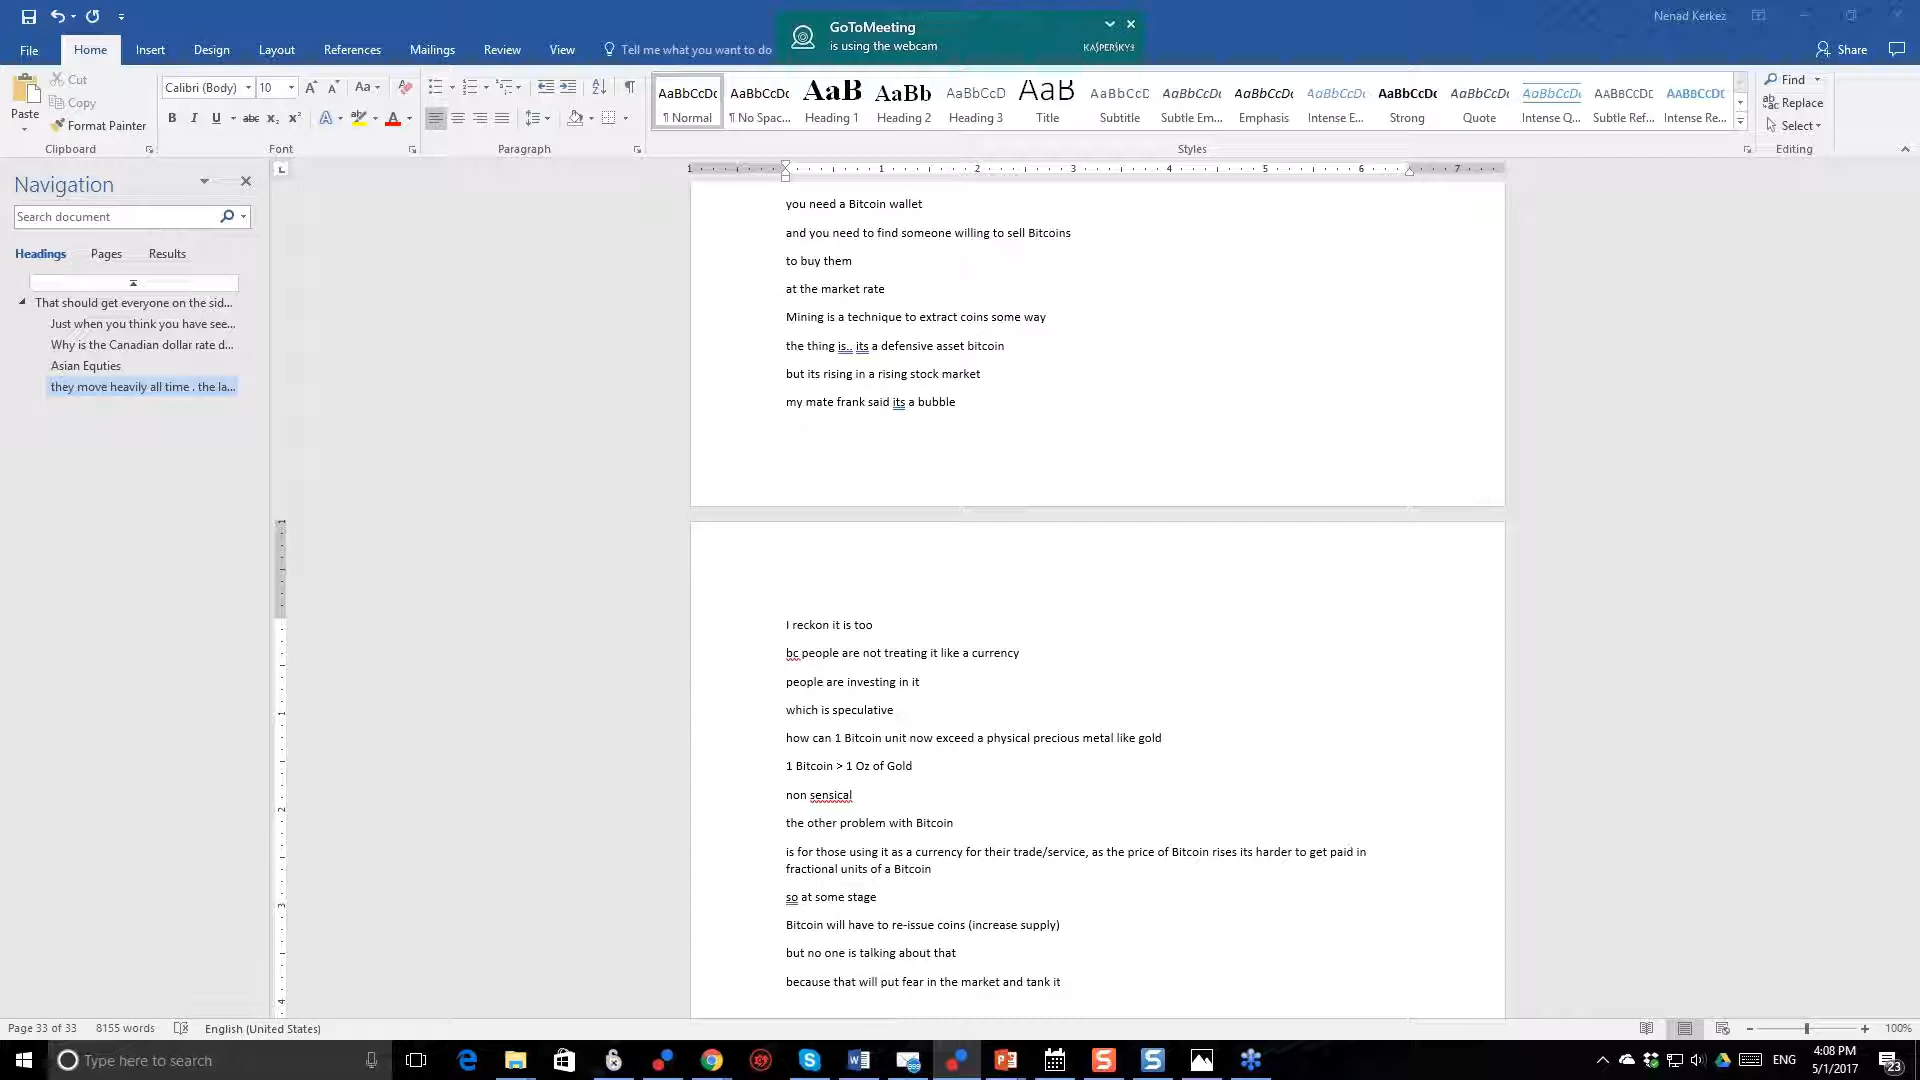 Nenad Kerkez
GoToMeeting
is using the webcam
KASPERSKY
File
Home
Insert
Design
Layout
References
Mailings
Review
View
Tell me what you want to do
Share
Paste
Cut
Copy
Format Painter
Clipboard
Calibri (Body)
10
Font
Paragraph
AaBbCcDc
¶ Normal
AaBbCcDc
¶ No Spac...
AaB
Heading 1
AaBb
Heading 2
AaBbCcD
Heading 3
AaB
Title
AaBbCcD
Subtitle
AaBbCcDc
Subtle Em...
AaBbCcDc
Emphasis
AaBbCcDc
Intense E...
AaBbCcDc
Strong
AaBbCcDc
Quote
AaBbCcDc
Intense Q...
AaBbCcDc
Subtle Ref...
AaBbCcDc
Intense Re...
Styles
Find
Replace
Select
Editing
Navigation
Search document
Headings
Pages
Results
That should get everyone on the sid...
Just when you think you have see...
Why is the Canadian dollar rate d...
Asian Equties
they move heavily all time . the la...
you need a Bitcoin wallet
and you need to find someone willing to sell Bitcoins
to buy them
at the market rate
Mining is a technique to extract coins some way
the thing is.. its a defensive asset bitcoin
but its rising in a rising stock market
my mate frank said its a bubble
I reckon it is too
bc people are not treating it like a currency
people are investing in it
which is speculative
how can 1 Bitcoin unit now exceed a physical precious metal like gold
1 Bitcoin > 1 Oz of Gold
non sensical
the other problem with Bitcoin
is for those using it as a currency for their trade/service, as the price of Bitcoin rises its harder to get paid in
fractional units of a Bitcoin
so at some stage
Bitcoin will have to re-issue coins (increase supply)
but no one is talking about that
because that will put fear in the market and tank it
Page 33 of 33
8155 words
English (United States)
100%
Type here to search
ENG
4:08 PM
5/1/2017
23